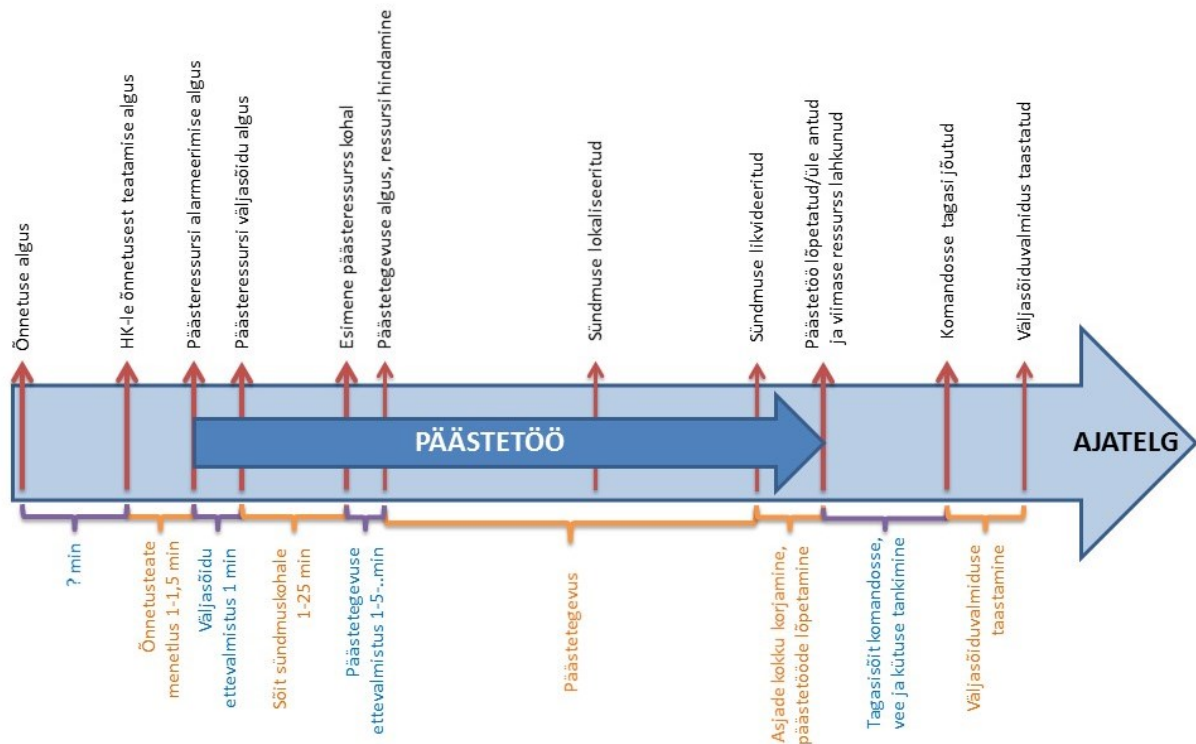 Õnnetuse algus
HK-le õnnetusest teatamise algus
Päästeressursi alarmeerimise algus
Päästeressursi väljasõidu algus
Esimene päästeressurss kohal
Päästetegevuse algus, ressursi hindamine
Sündmuse lokaliseeritud
Sündmuse likvideeritud
Päästetöö lõpetatud/üle antud
ja viimase ressurss lahkunud
Komandosse tagasi jõutud
Väljasõiduvalmidus taastatud
PÄÄSTETÖÖ
AJATELG
? min
Õnnetusteate
menetlus 1-1,5 min
Väljasõidu
ettevalmistus 1 min
Sõit sündmuskohale
1-25 min
Päästetegevuse
ettevalmistus 1-5-..min
Päästetegevus
Asjade kokku korjamine,
päästetööde lõpetamine
Tagasisõit komandosse,
vee ja kütuse tankimine
Väljasõiduvalmiduse
taastamine